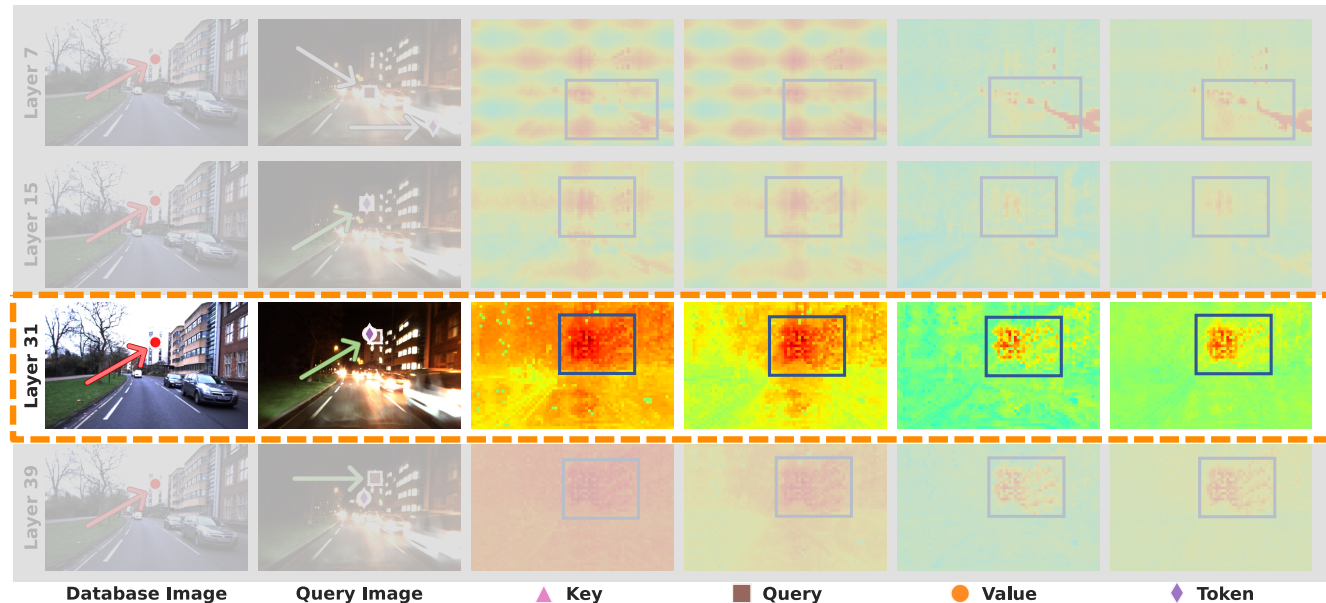 Layer 7
Layer 15
Layer 31
Layer 39
Database Image
Query Image
Key
Query
Value
Token